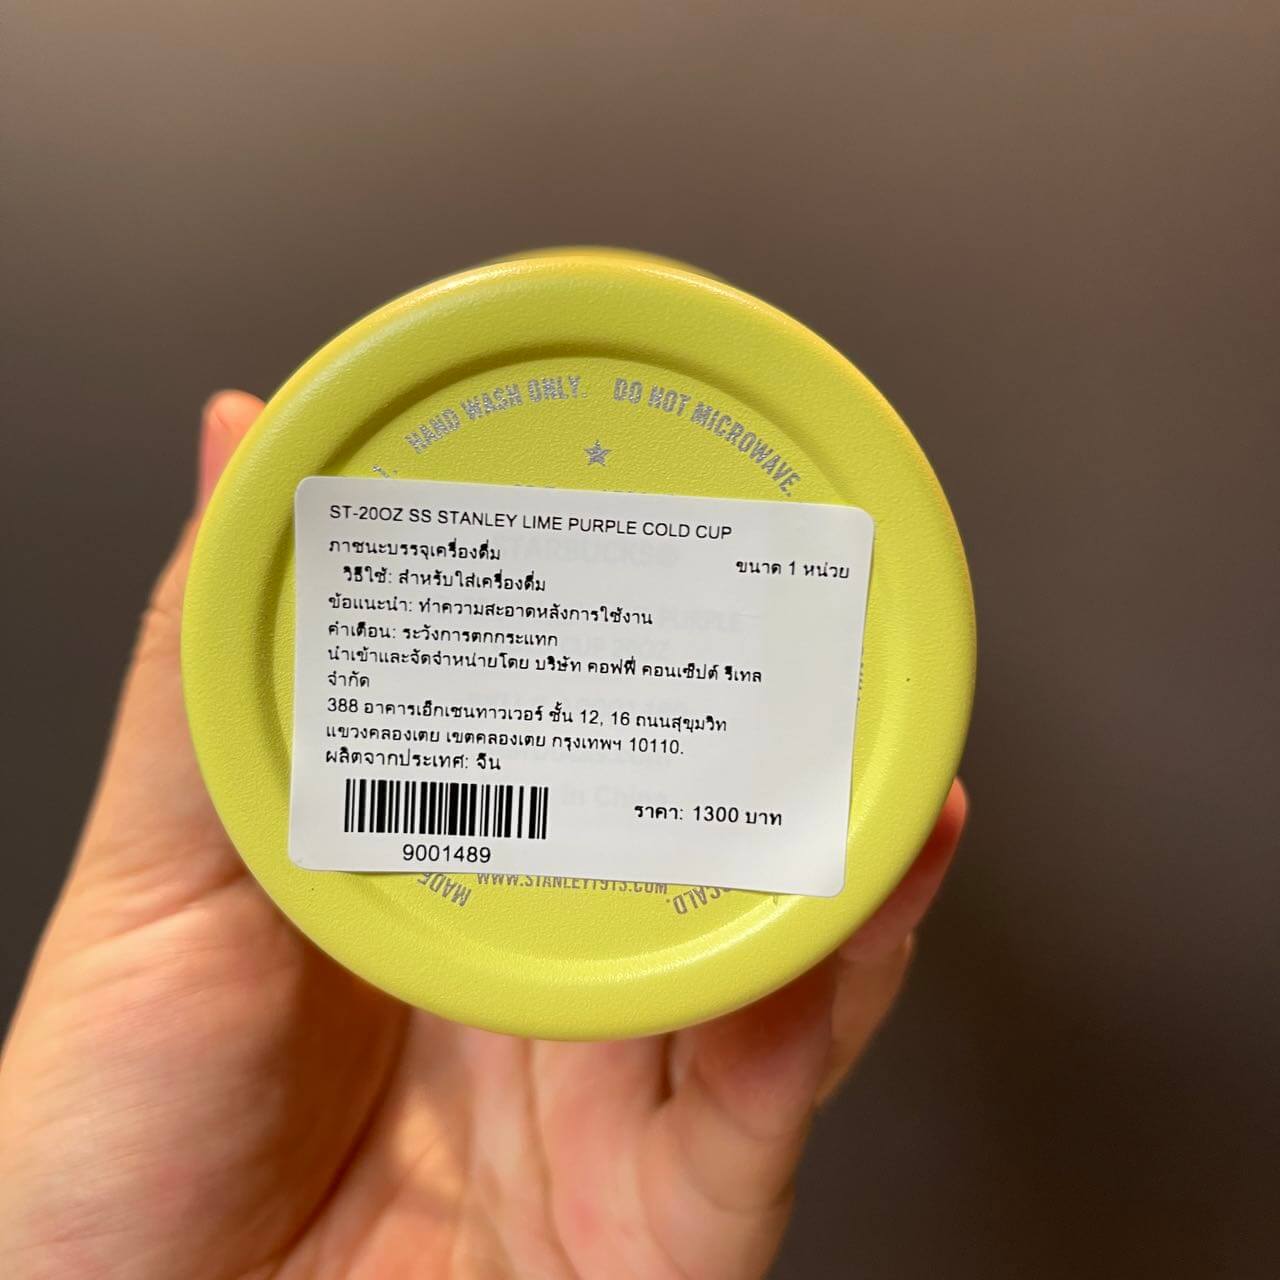 HAND WASH ONLY. DO NOT MICROWAVE.
ST-20OZ SS STANLEY LIME PURPLE COLD CUP
ภาชนะบรรจุเครื่องดื่ม
ขนาด 1 หน่วย
วิธีใช้: สำหรับใส่เครื่องดื่ม
ข้อแนะนำ: ทำความสะอาดหลังการใช้งาน
คำเตือน: ระวังการตกกระแทก
นำเข้าและจัดจำหน่ายโดย บริษัท คอฟฟี่ คอนเซ็ปต์ รีเทล
จำกัด
388 อาคารเอ็กเชนทาวเวอร์ ชั้น 12, 16 ถนนสุขุมวิท
แขวงคลองเตย เขตคลองเตย กรุงเทพฯ 10110.
ผลิตจากประเทศ: จีน
ราคา: 1300 บาท
9001489
WWW.STANLEY1913.COM
MADE
SCALD.